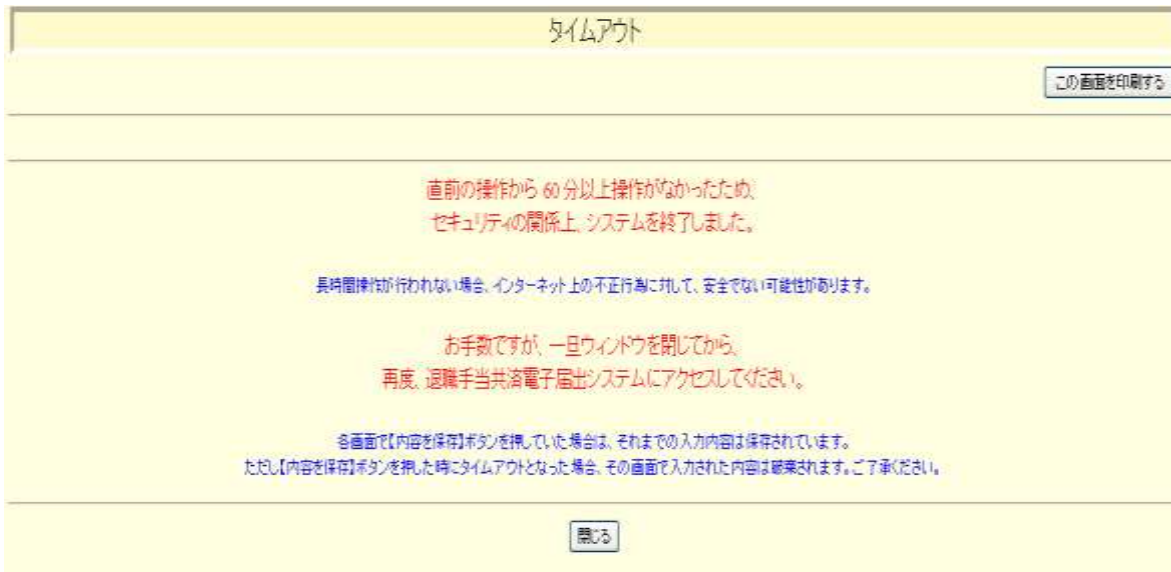 タイムアウト
この画面を印刷する
直前の操作から 60 分以上操作がなかったため、
セキュリティの関係上、システムを終了しました。
長時間操作が行われない場合、インターネット上の不正行為に対して、安全でない可能性があります。
お手数ですが、一旦ウィンドウを閉じてから、
再度、退職手当共済電子届出システムにアクセスしてください。
各画面で【内容を保存】ボタンを押していた場合は、それまでの入力内容は保存されています。
ただし【内容を保存】ボタンを押した時にタイムアウトとなった場合、その画面で入力された内容は破棄されます。ご了承ください。
閉じる